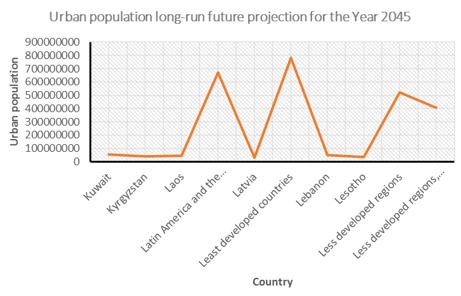 Urban population long-run future projection for the Year 2045
Urban population
900000000
800000000
700000000
600000000
500000000
400000000
300000000
200000000
100000000
0
Kuwait
Kyrgyzstan
Laos
Latin America and the...
Latvia
Least developed countries
Lebanon
Lesotho
Less developed regions
Less developed regions,...
Country